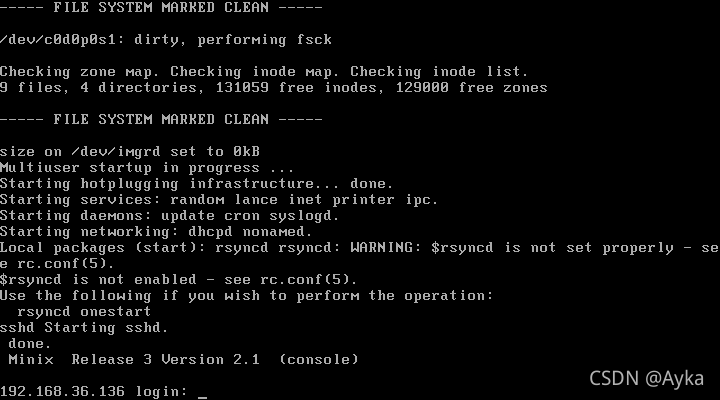 ----- FILE SYSTEM MARKED CLEAN -----
/dev/c0d0p0s1: dirty, performing fsck
Checking zone map. Checking inode map. Checking inode list.
9 files, 4 directories, 131059 free inodes, 129000 free zones
----- FILE SYSTEM MARKED CLEAN -----
size on /dev/imgrd set to 0kB
Multiuser startup in progress ...
Starting hotplugging infrastructure... done.
Starting services: random lance inet printer ipc.
Starting daemons: update cron syslogd.
Starting networking: dhcpd nonamed.
Local packages (start): rsyncd rsyncd: WARNING: $rsyncd is not set properly - se
e rc.conf(5).
$rsyncd is not enabled - see rc.conf(5).
Use the following if you wish to perform the operation:
  rsyncd onestart
sshd Starting sshd.
 done.
 Minix  Release 3 Version 2.1  (console)
192.168.36.136 login: _
CSDN @Ayka